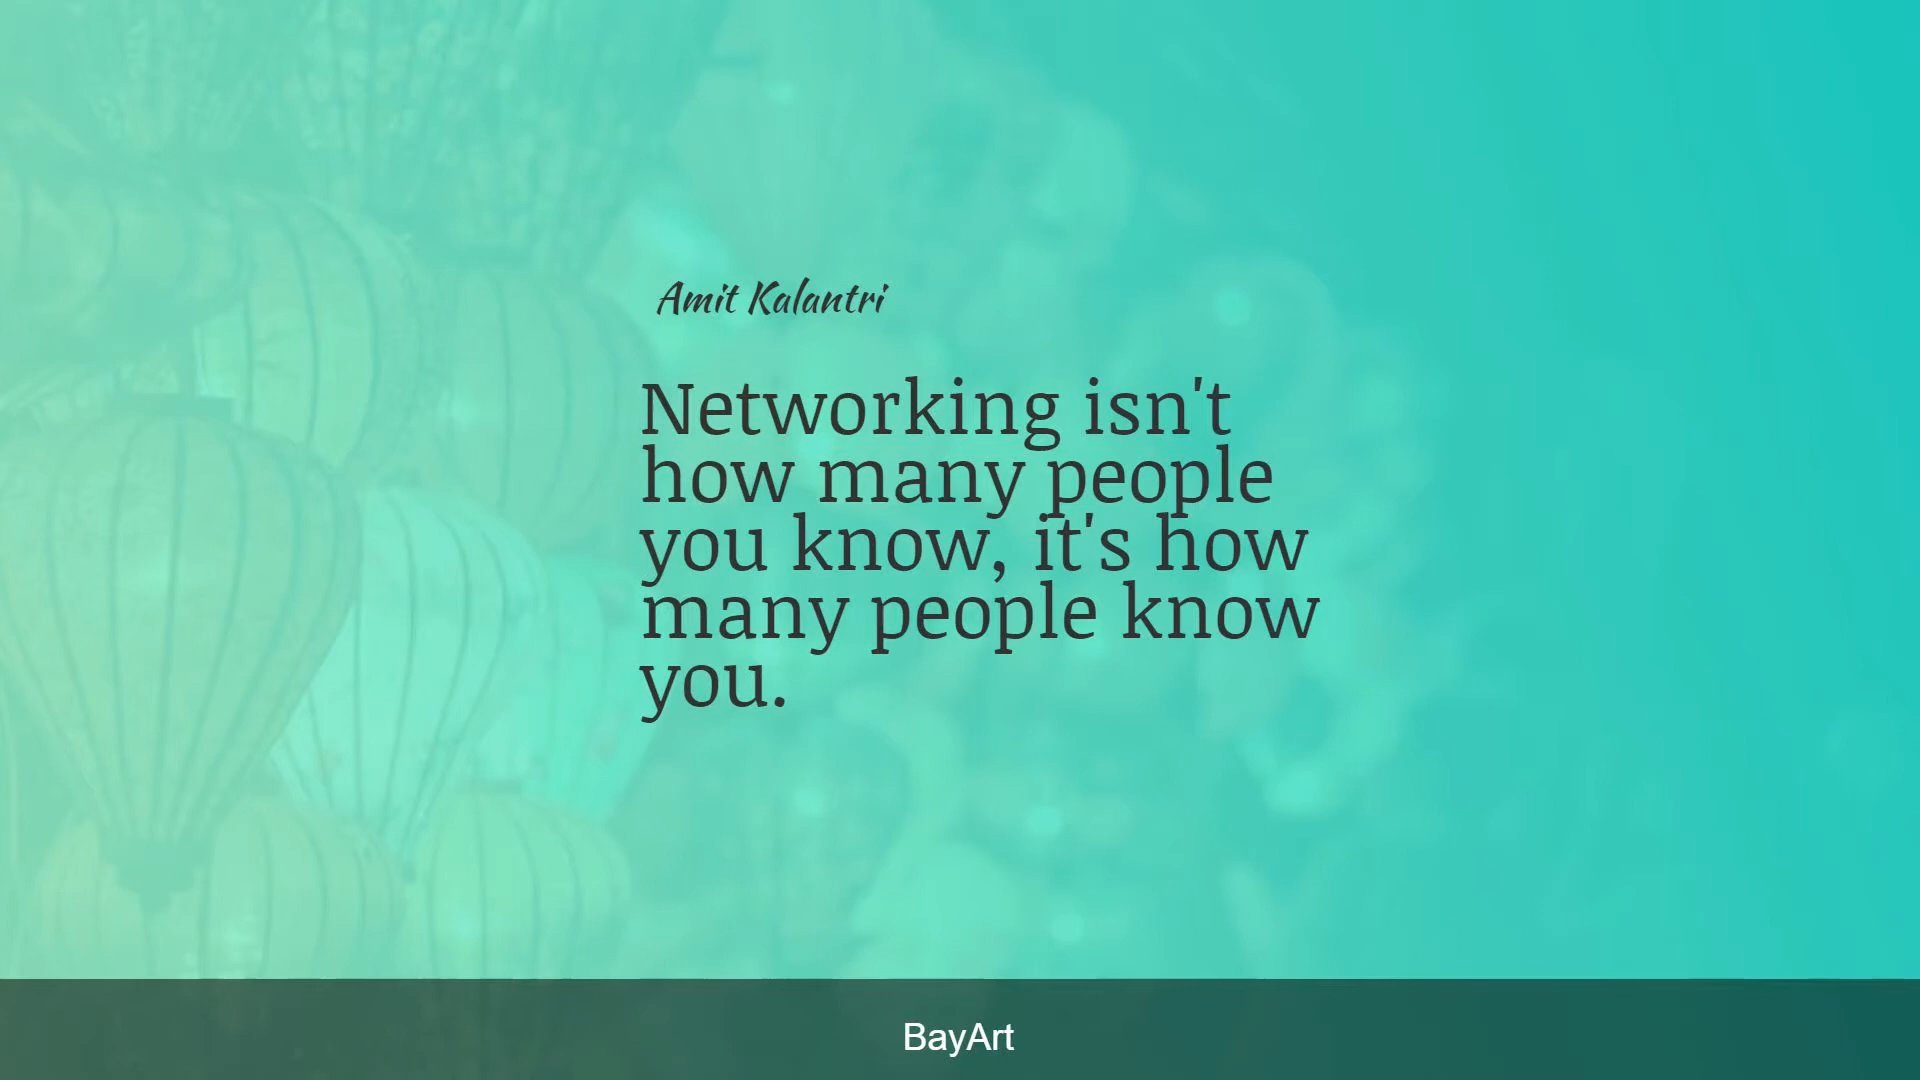 Amit Kalantri
Networking isn't
how many people
you know, it's how
many people know
you.
BayArt